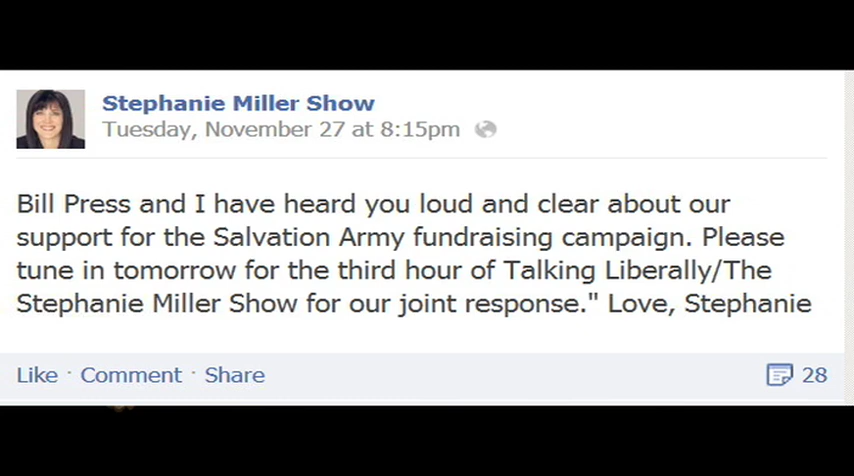 Stephanie Miller Show
Tuesday, November 27 at 8:15pm
Bill Press and I have heard you loud and clear about our
support for the Salvation Army fundraising campaign. Please
tune in tomorrow for the third hour of Talking Liberally/The
Stephanie Miller Show for our joint response." Love, Stephanie
Like · Comment · Share 28